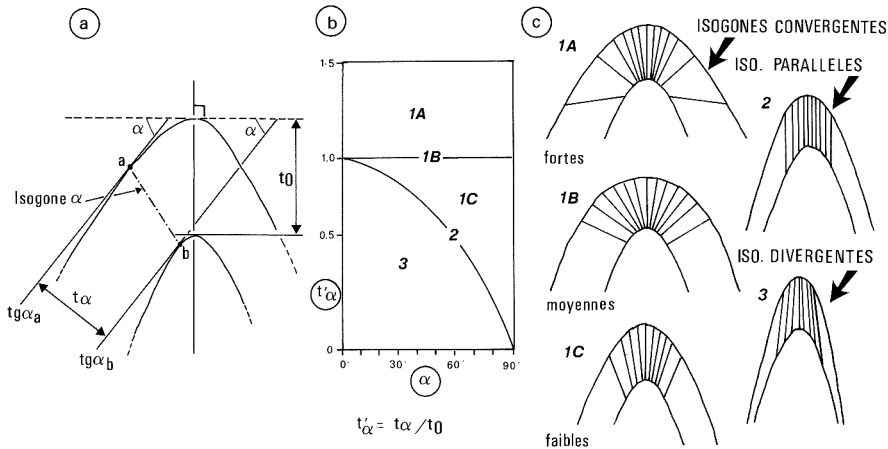 a
α
α
a
Isogone α
t0
b
tα
tgαa
tgαb
b
1·5
1A
1.0
1B
1C
0.5
2
3
t'α
0
0°
30°
60°
90°
α
t'α = tα/t0
c
1A
ISOGONES CONVERGENTES
fortes
ISO. PARALLELES
2
1B
moyennes
ISO. DIVERGENTES
3
1C
faibles